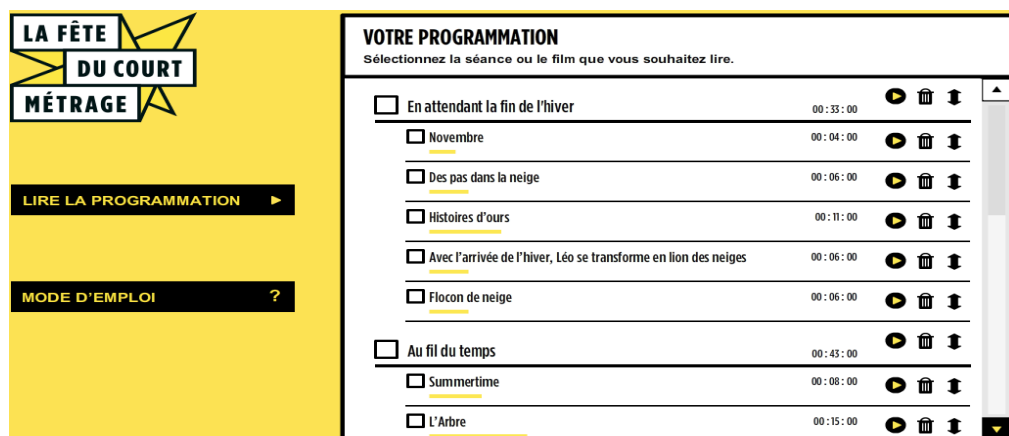 LA FÊTE
DU COURT
MÉTRAGE
LIRE LA PROGRAMMATION
MODE D'EMPLOI ?
VOTRE PROGRAMMATION
Sélectionnez la séance ou le film que vous souhaitez lire.
En attendant la fin de l'hiver 00:33:00
Novembre 00:04:00
Des pas dans la neige 00:06:00
Histoires d'ours 00:11:00
Avec l'arrivée de l'hiver, Léo se transforme en lion des neiges 00:06:00
Flocon de neige 00:06:00
Au fil du temps 00:43:00
Summertime 00:08:00
L'Arbre 00:15:00